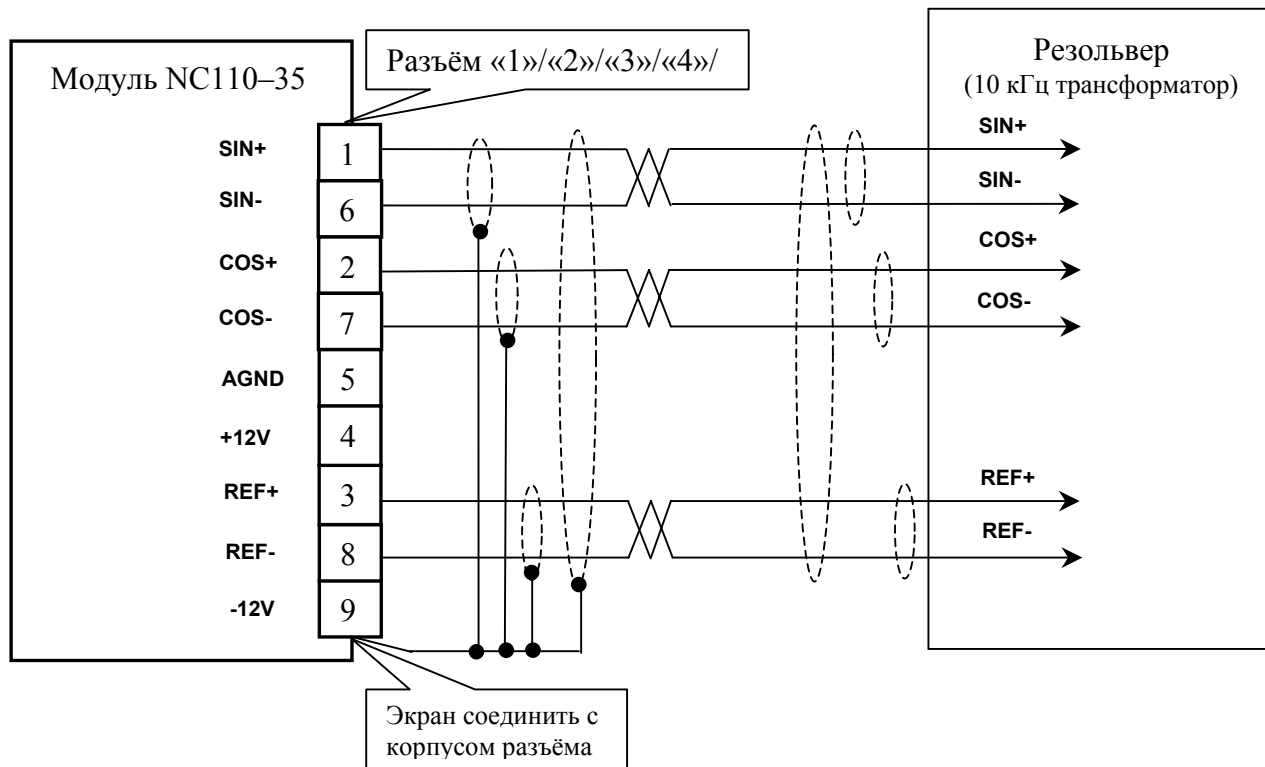 Модуль NC110–35
Разъём «1»/«2»/«3»/«4»/
Резольвер
(10 кГц трансформатор)
SIN+ 1 SIN+
SIN- 6 SIN-
COS+ 2 COS+
COS- 7 COS-
AGND 5
+12V 4
REF+ 3 REF+
REF- 8 REF-
-12V 9
Экран соединить с
корпусом разъёма